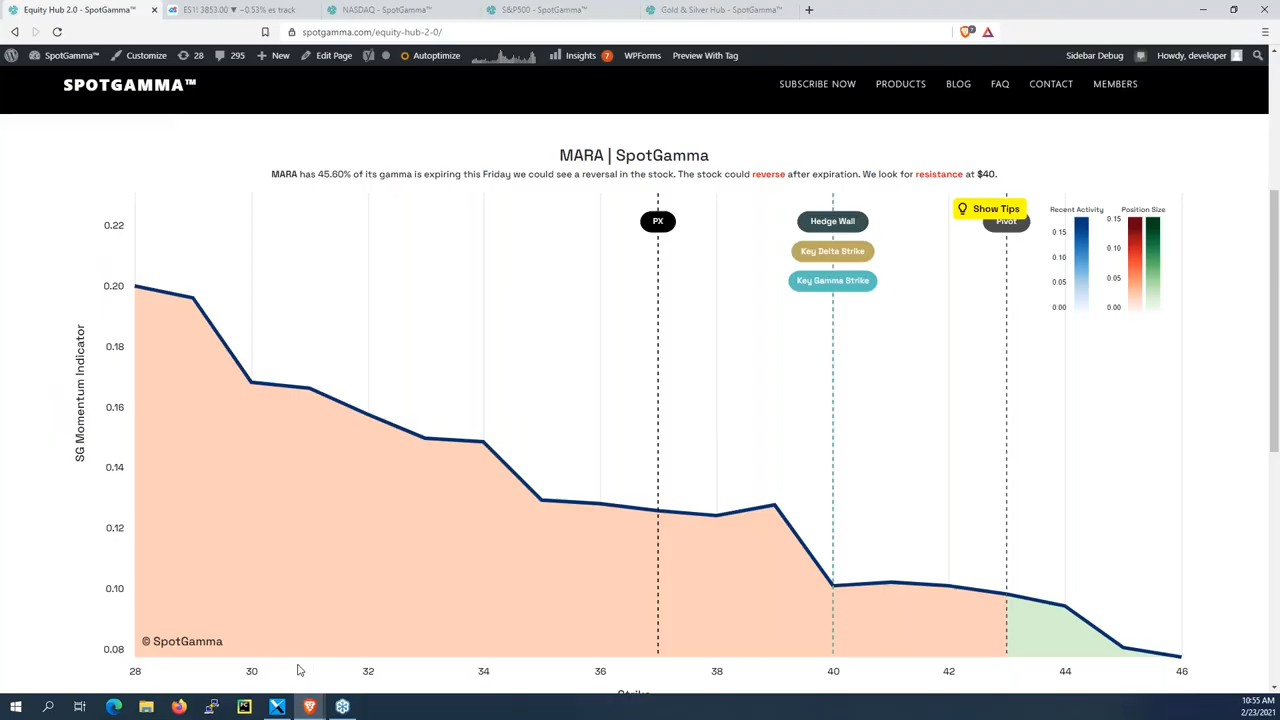 Equity Hub 2.0 - SpotGamma™
ES1! 3853.00 ▼ −0.53% es track
NASDAQ - SpotGamma™
S&P500 - SpotGamma™
Gold & Silver Hub - SpotGamma™
spotgamma.com/equity-hub-2-0/
SpotGamma™
Customize
28
295
New
Edit Page
Autoptimize
Insights
7
WPForms
Preview With Tag
Sidebar Debug
Howdy, developer
SPOTGAMMA™
SUBSCRIBE NOW
PRODUCTS
BLOG
FAQ
CONTACT
MEMBERS
MARA | SpotGamma
MARA has 45.60% of its gamma is expiring this Friday we could see a reversal in the stock. The stock could reverse after expiration. We look for resistance at $40.
Show Tips
Recent Activity
Position Size
PX
Hedge Wall
Pivot
Key Delta Strike
Key Gamma Strike
0.15
0.10
0.05
0.00
0.15
0.10
0.05
0.00
SG Momentum Indicator
0.22
0.20
0.18
0.16
0.14
0.12
0.10
0.08
© SpotGamma
28
30
32
34
36
38
40
42
44
46
Strike
10:55 AM
2/23/2021